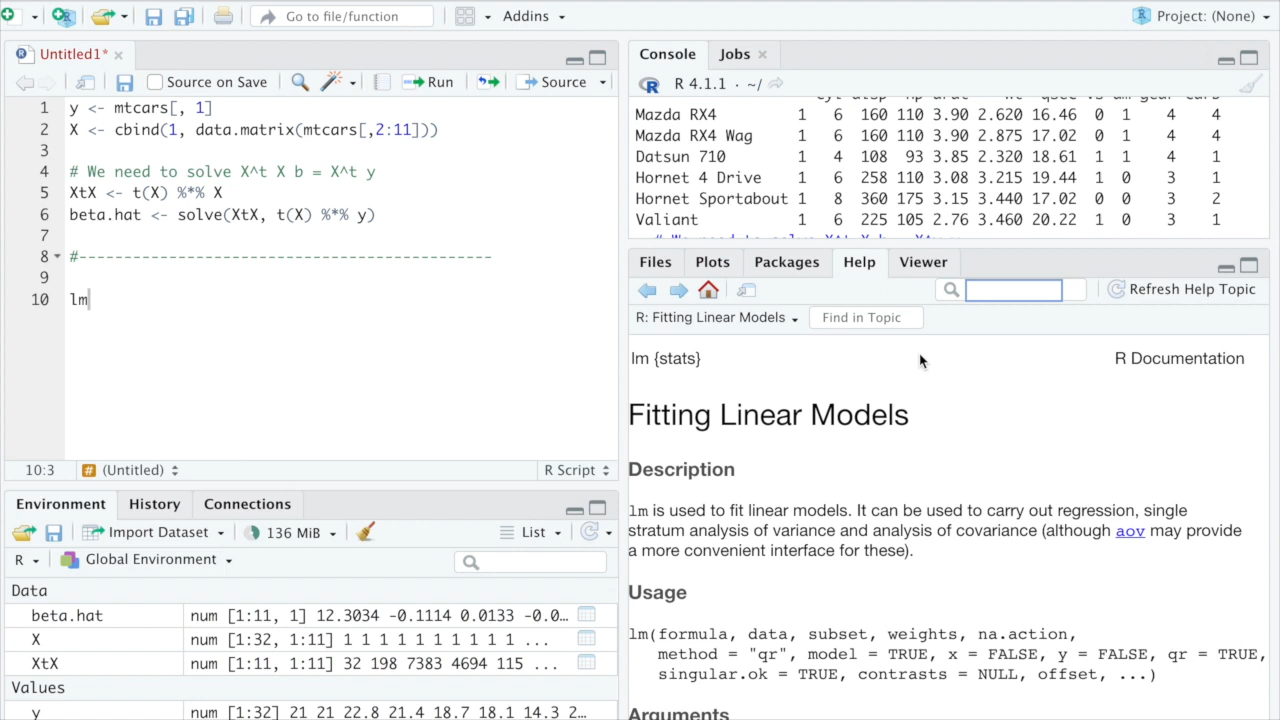 Go to file/function
Addins
Project: (None)
Untitled1*
Source on Save
Run
Source
1 y <- mtcars[, 1]
2 X <- cbind(1, data.matrix(mtcars[,2:11]))
3
4 # We need to solve X^t X b = X^t y
5 XtX <- t(X) %*% X
6 beta.hat <- solve(XtX, t(X) %*% y)
7
8 #----------------------------------------------
9
10 lm
10:3 (Untitled) R Script
Environment History Connections
Import Dataset 136 MiB List
R Global Environment
Data
beta.hat num [1:11, 1] 12.3034 -0.1114 0.0133 -0.0…
X num [1:32, 1:11] 1 1 1 1 1 1 1 1 1 1 ...
XtX num [1:11, 1:11] 32 198 7383 4694 115 ...
Values
y num [1:32] 21 21 22.8 21.4 18.7 18.1 14.3 2…
Console Jobs
R 4.1.1 · ~/
cyl disp hp drat wt qsec vs am gear carb
Mazda RX4 1 6 160 110 3.90 2.620 16.46 0 1 4 4
Mazda RX4 Wag 1 6 160 110 3.90 2.875 17.02 0 1 4 4
Datsun 710 1 4 108 93 3.85 2.320 18.61 1 1 4 1
Hornet 4 Drive 1 6 258 110 3.08 3.215 19.44 1 0 3 1
Hornet Sportabout 1 8 360 175 3.15 3.440 17.02 0 0 3 2
Valiant 1 6 225 105 2.76 3.460 20.22 1 0 3 1
# We need to solve X^t X b = X^t y
Files Plots Packages Help Viewer
Refresh Help Topic
R: Fitting Linear Models Find in Topic
lm {stats} R Documentation
Fitting Linear Models
Description
lm is used to fit linear models. It can be used to carry out regression, single
stratum analysis of variance and analysis of covariance (although aov may provide
a more convenient interface for these).
Usage
lm(formula, data, subset, weights, na.action,
method = "qr", model = TRUE, x = FALSE, y = FALSE, qr = TRUE,
singular.ok = TRUE, contrasts = NULL, offset, ...)
Arguments